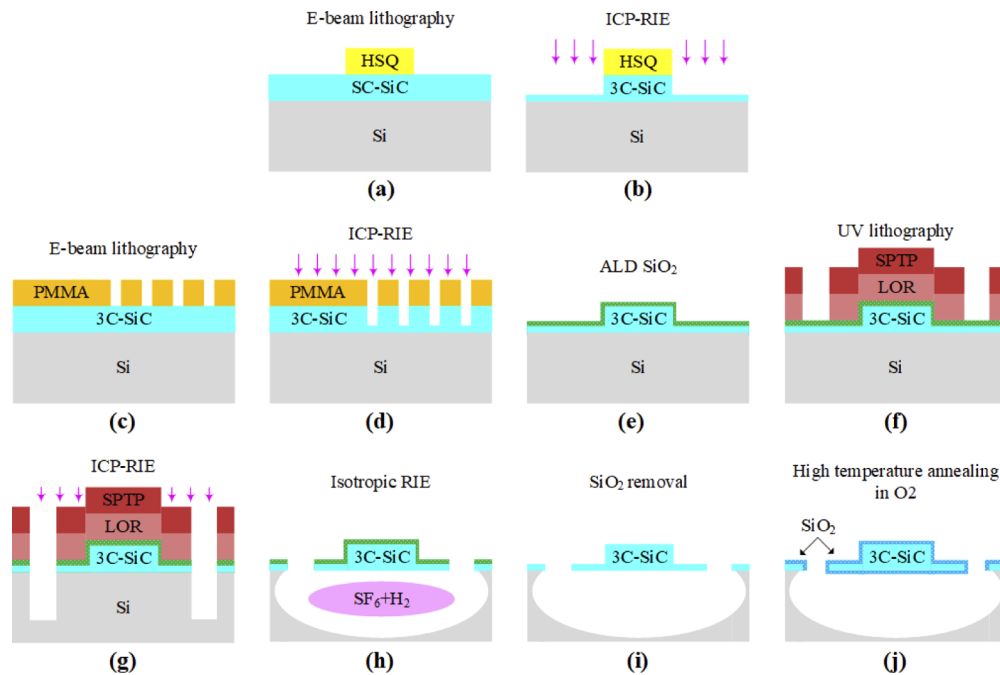 E-beam lithography
HSQ
SC-SiC
Si
(a)
ICP-RIE
HSQ
3C-SiC
Si
(b)
E-beam lithography
PMMA
3C-SiC
Si
(c)
ICP-RIE
PMMA
3C-SiC
Si
(d)
ALD SiO₂
3C-SiC
Si
(e)
UV lithography
SPTP
LOR
3C-SiC
Si
(f)
ICP-RIE
SPTP
LOR
3C-SiC
Si
(g)
Isotropic RIE
3C-SiC
SF₆+H₂
(h)
SiO₂ removal
3C-SiC
(i)
High temperature annealing
in O2
SiO₂
3C-SiC
(j)